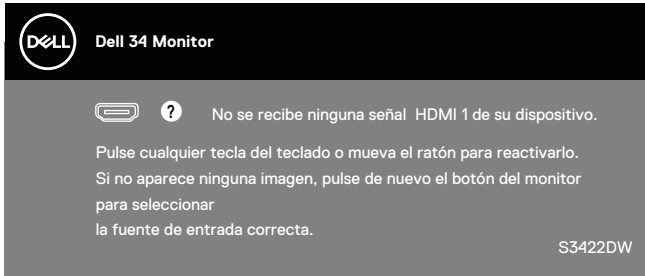 DELL
Dell 34 Monitor
? No se recibe ninguna señal HDMI 1 de su dispositivo.
Pulse cualquier tecla del teclado o mueva el ratón para reactivarlo.
Si no aparece ninguna imagen, pulse de nuevo el botón del monitor
para seleccionar
la fuente de entrada correcta.
S3422DW